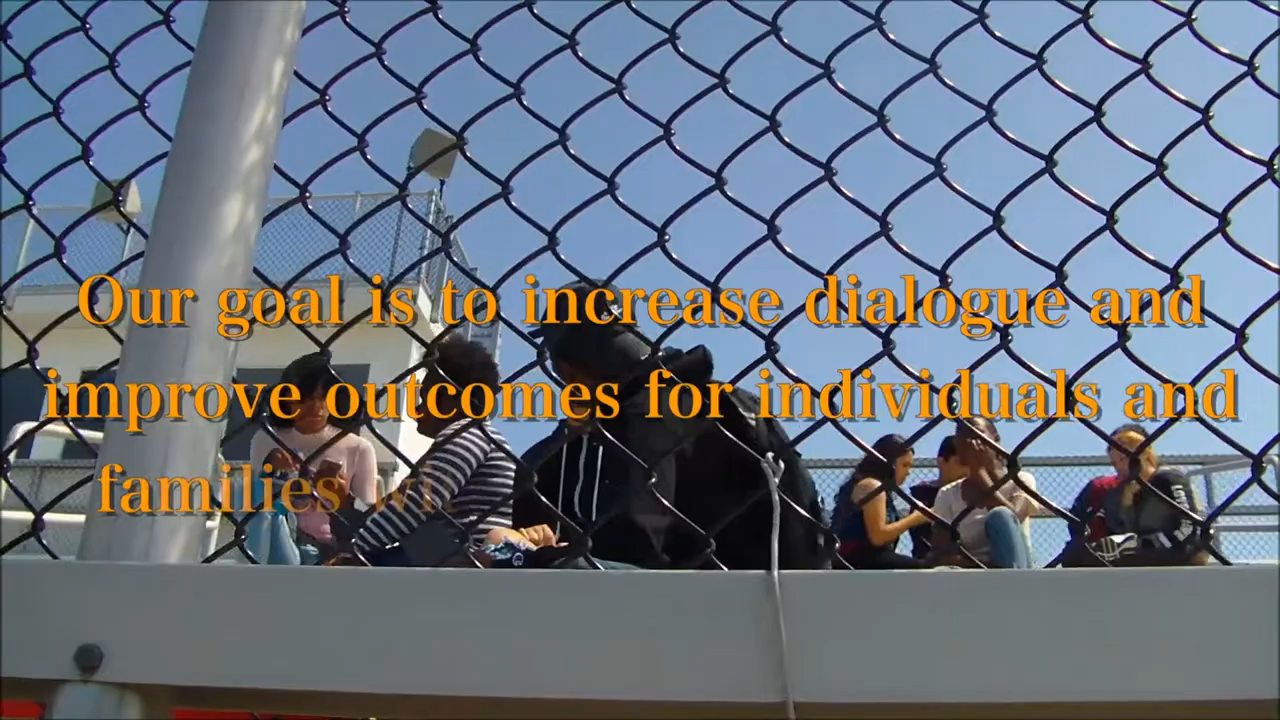 Our goal is to increase dialogue and
improve outcomes for individuals and
families